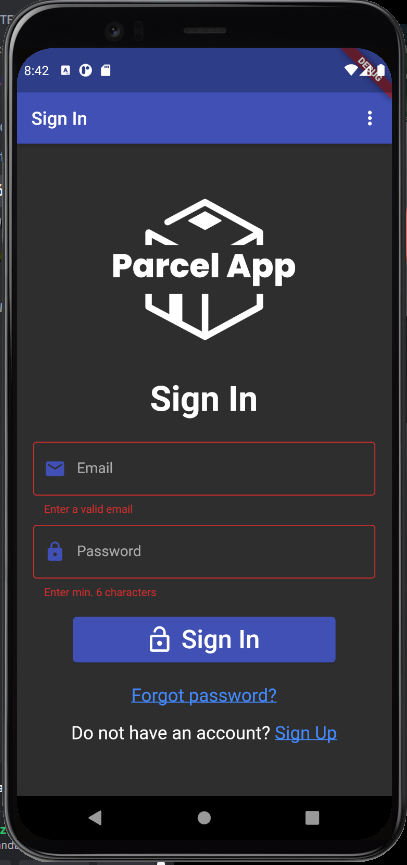 8:42
DEBUG
Sign In
Parcel App
Sign In
Email
Enter a valid email
Password
Enter min. 6 characters
Sign In
Forgot password?
Do not have an account? Sign Up